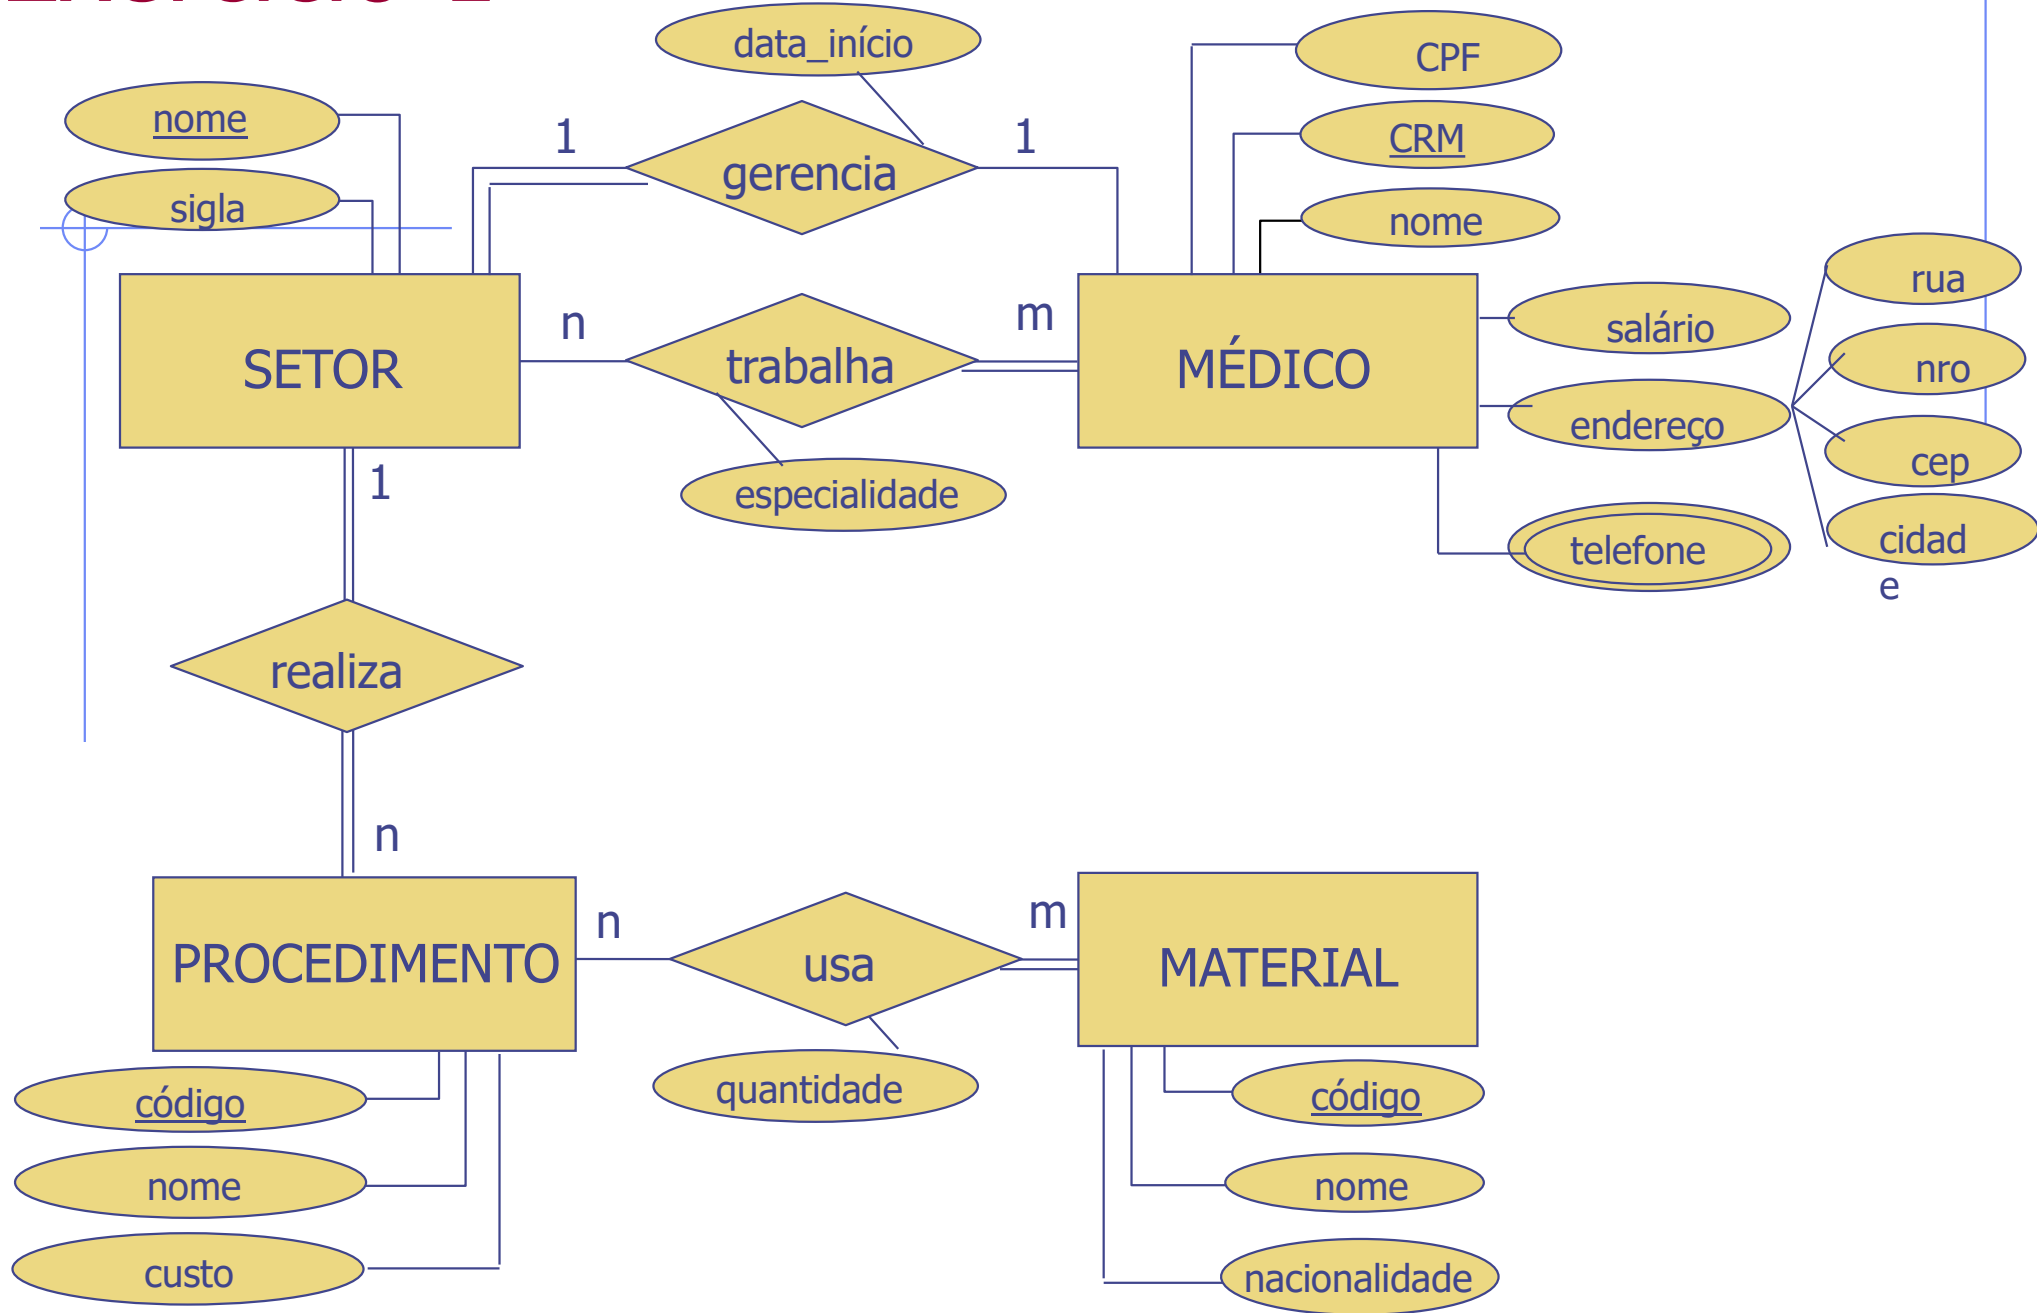 data_início
CPF
nome
1
1
CRM
gerencia
sigla
nome
rua
n
m
salário
SETOR
trabalha
MÉDICO
nro
endereço
cep
1
especialidade
telefone
cidad
e
realiza
n
n
m
PROCEDIMENTO
usa
MATERIAL
código
quantidade
código
nome
nome
custo
nacionalidade